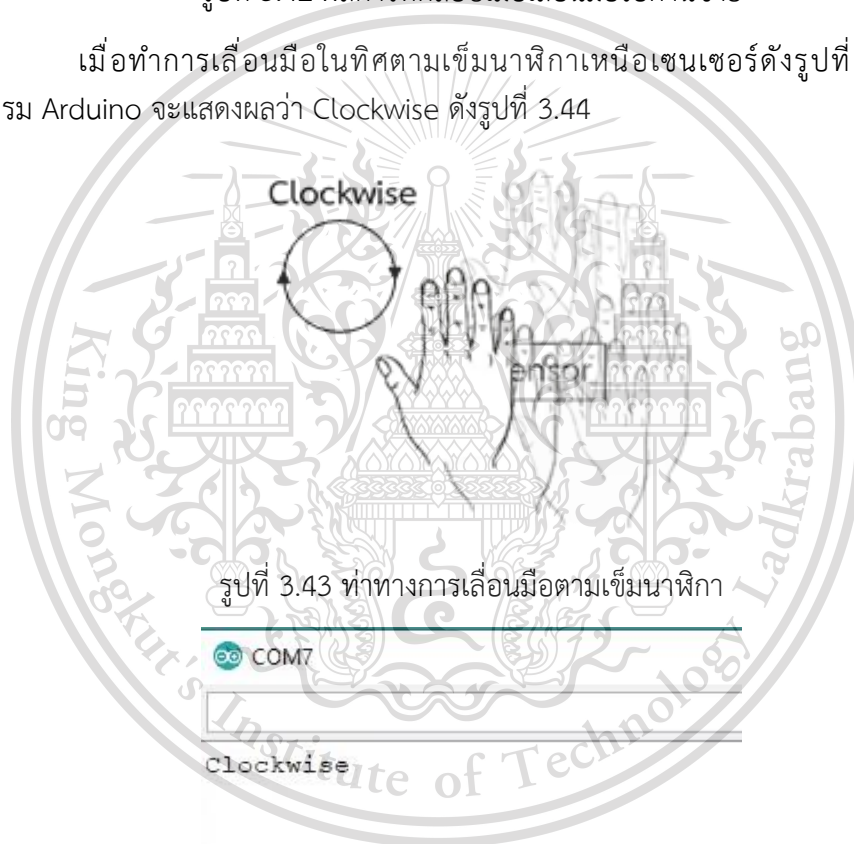 เมื่อทำการเลื่อนมือในทิศตามเข็มนาฬิกาเหนือเซนเซอร์ดังรูปที่
รม Arduino จะแสดงผลว่า Clockwise ดังรูปที่ 3.44
Clockwise
ensor
รูปที่ 3.43 ท่าทางการเลื่อนมือตามเข็มนาฬิกา
COM7
Clockwise
King Mongkut's Institute of Technology Ladkrabang